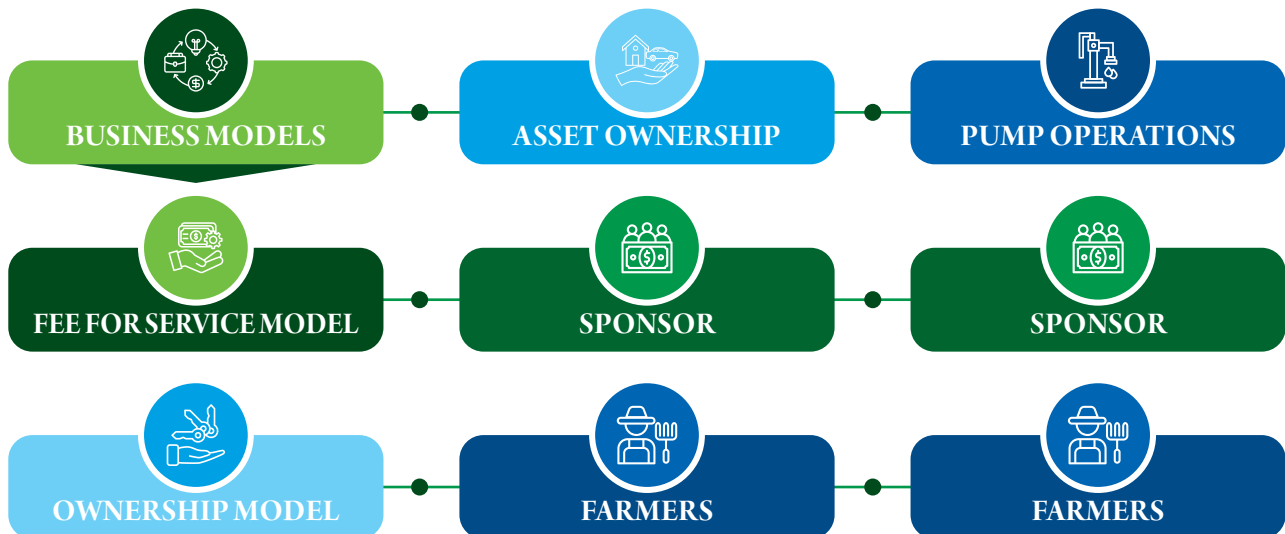 BUSINESS MODELS
ASSET OWNERSHIP
PUMP OPERATIONS
FEE FOR SERVICE MODEL
SPONSOR
SPONSOR
OWNERSHIP MODEL
FARMERS
FARMERS